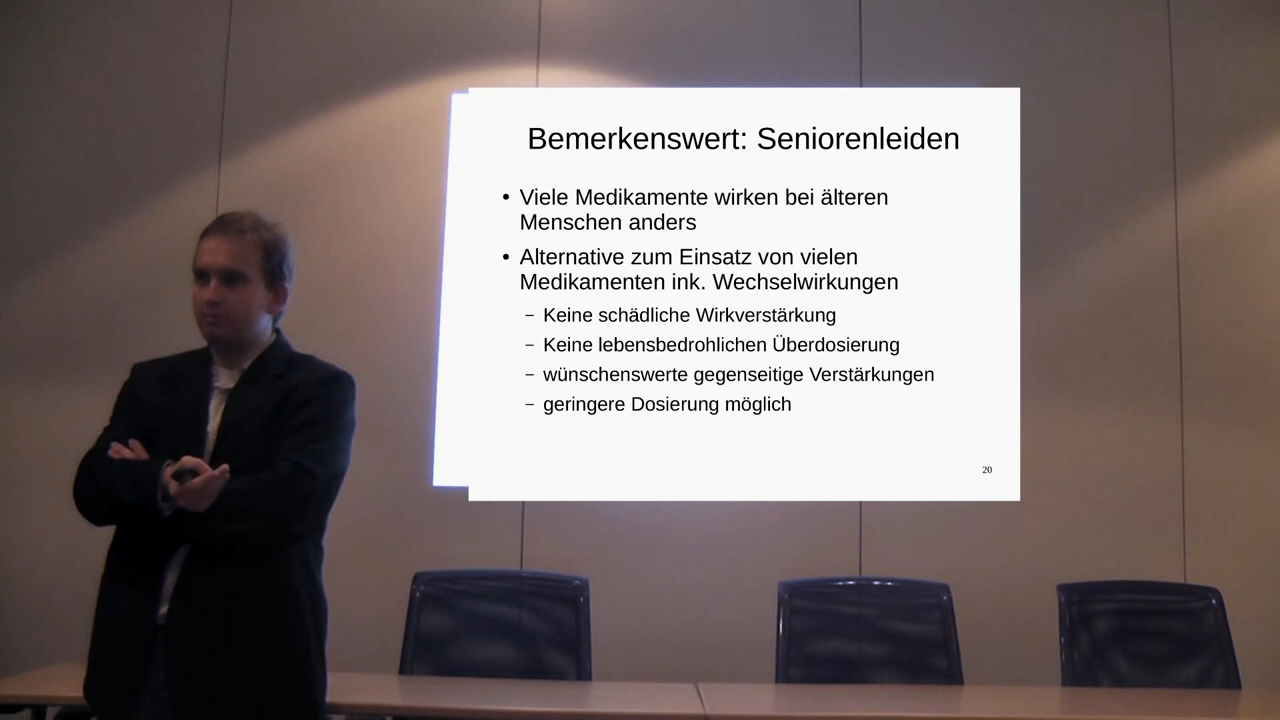 Bemerkenswert: Seniorenleiden
• Viele Medikamente wirken bei älteren
Menschen anders
• Alternative zum Einsatz von vielen
Medikamenten ink. Wechselwirkungen
– Keine schädliche Wirkverstärkung
– Keine lebensbedrohlichen Überdosierung
– wünschenswerte gegenseitige Verstärkungen
– geringere Dosierung möglich
20